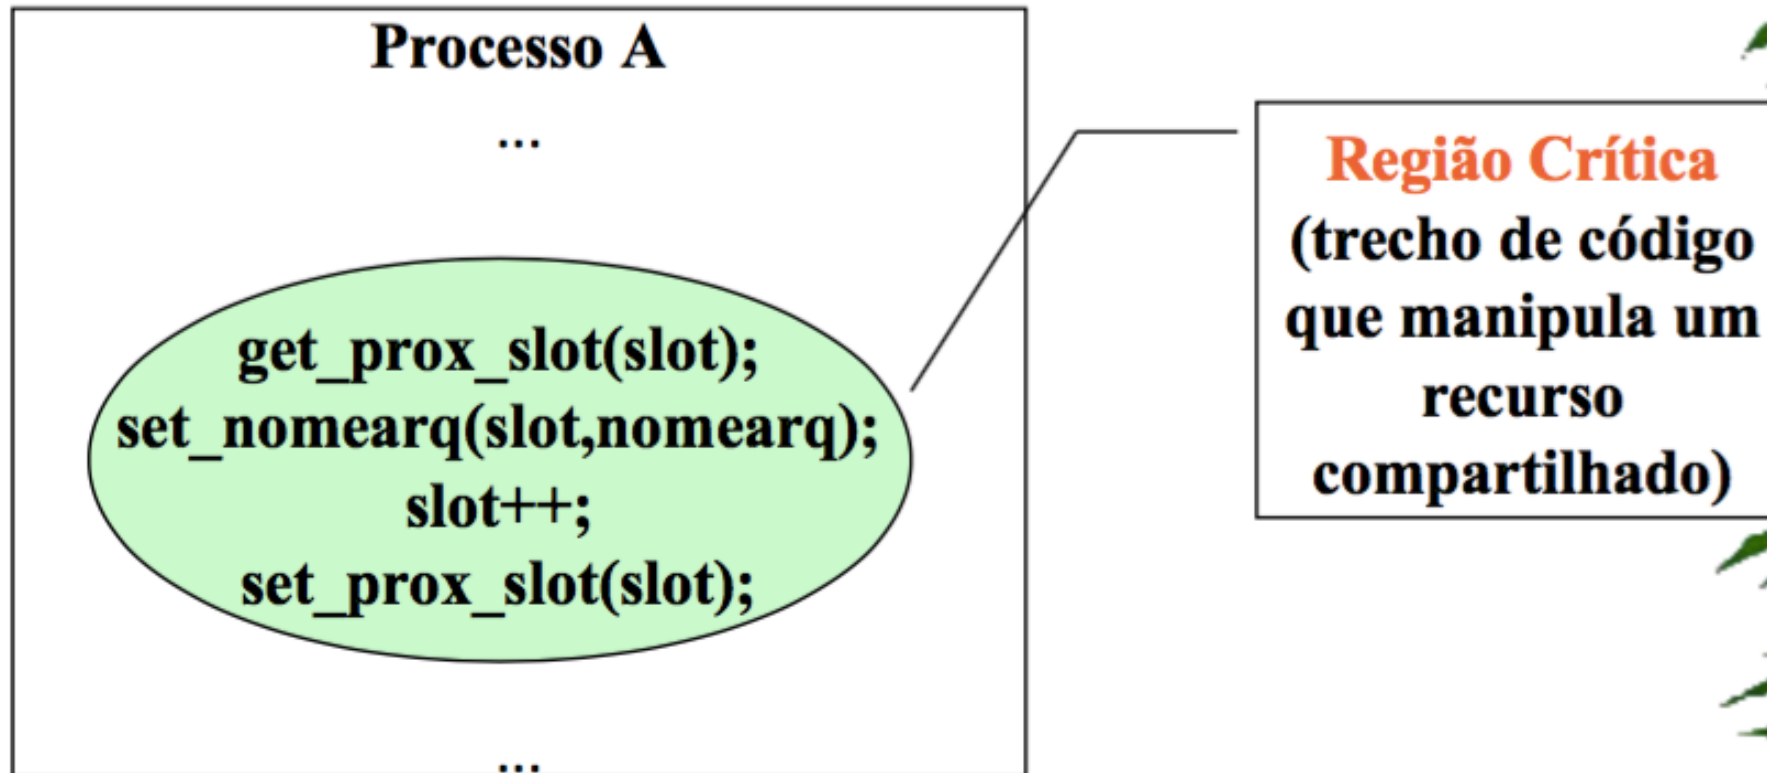 Processo A
...
get_prox_slot(slot);
set_nomearq(slot,nomearq);
slot++;
set_prox_slot(slot);
...
Região Crítica
(trecho de código
que manipula um
recurso
compartilhado)